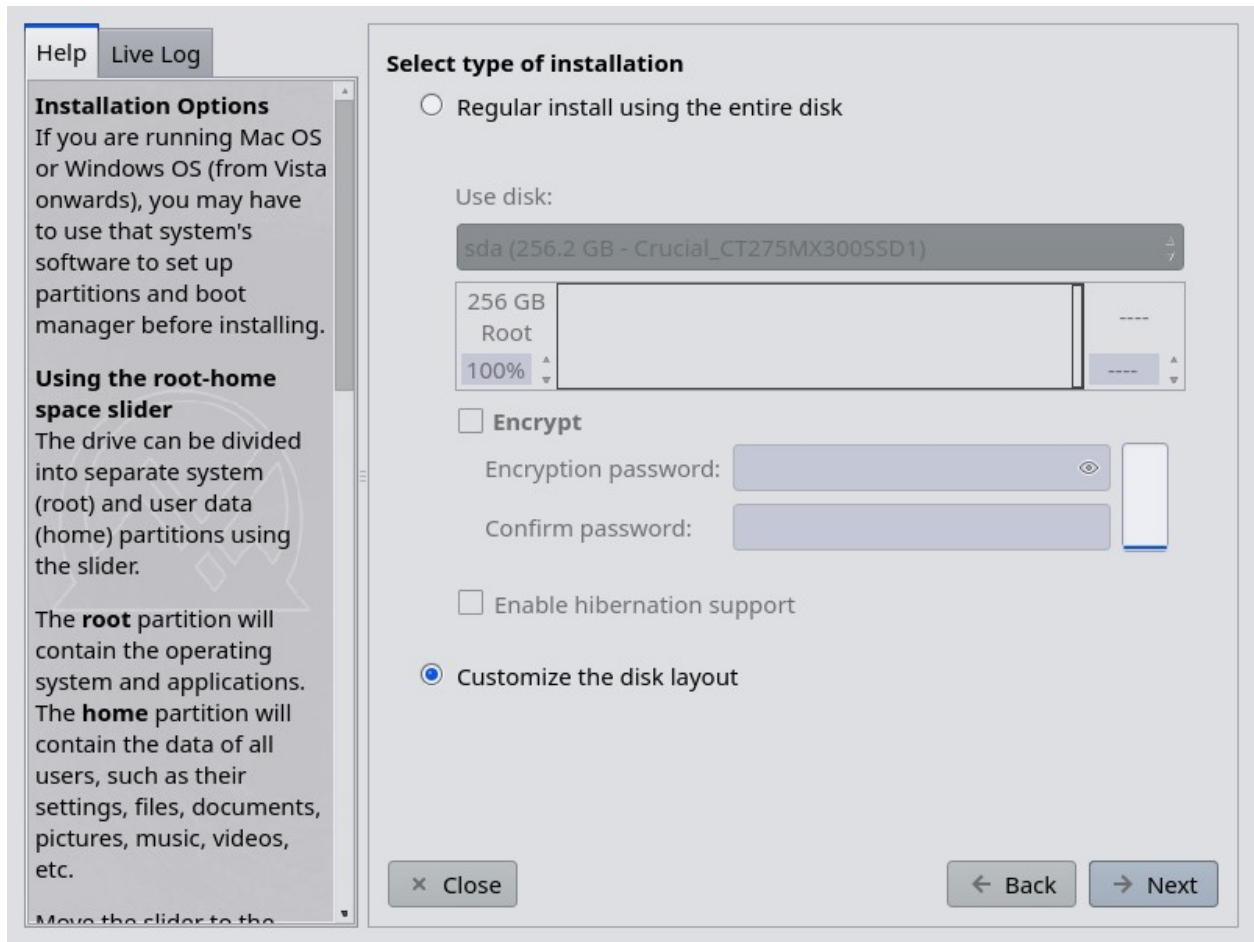 Help
Live Log
Installation Options
If you are running Mac OS
or Windows OS (from Vista
onwards), you may have
to use that system's
software to set up
partitions and boot
manager before installing.
Using the root-home
space slider
The drive can be divided
into separate system
(root) and user data
(home) partitions using
the slider.
The root partition will
contain the operating
system and applications.
The home partition will
contain the data of all
users, such as their
settings, files, documents,
pictures, music, videos,
etc.
Move the slider to the
Select type of installation
Regular install using the entire disk
Use disk:
sda (256.2 GB - Crucial_CT275MX300SSD1)
256 GB
Root
100%
----
----
Encrypt
Encryption password:
Confirm password:
Enable hibernation support
Customize the disk layout
Close
Back
Next